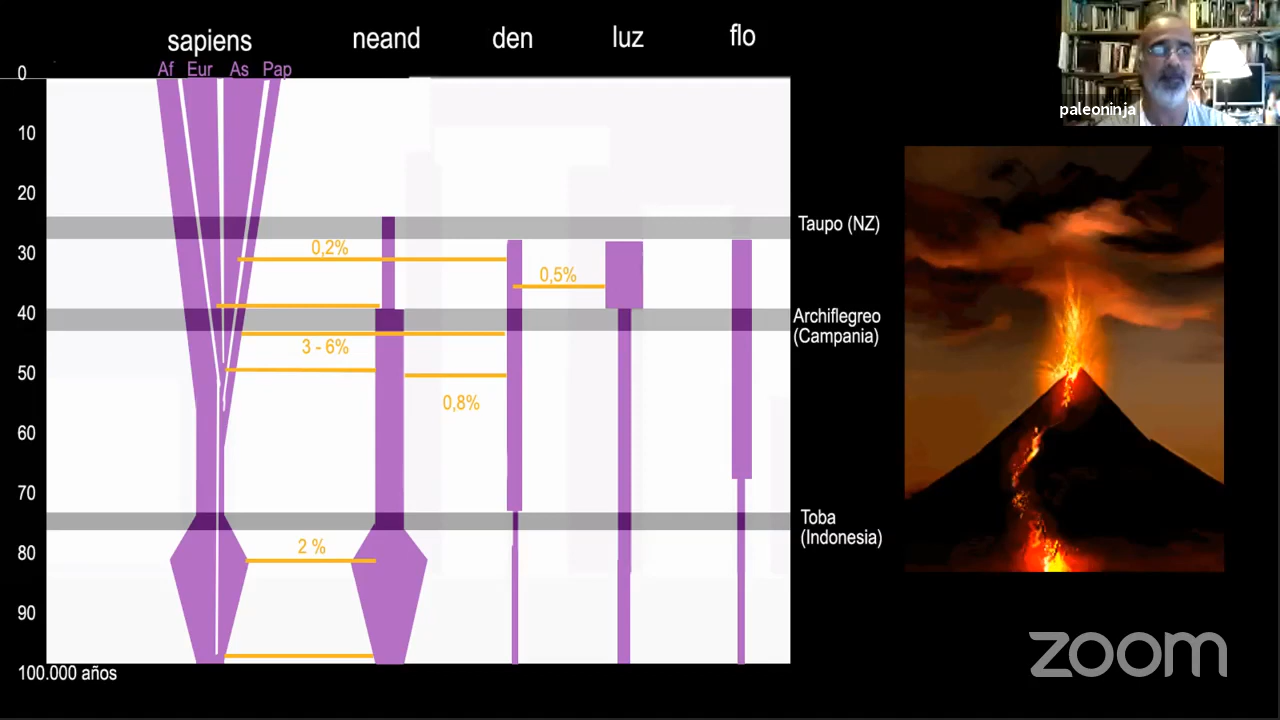 sapiens
neand
den
luz
flo
paleoninja
Af Eur As Pap
0
10
20
30
40
50
60
70
80
90
100.000 años
0,2%
0,5%
3 - 6%
0,8%
2 %
Taupo (NZ)
Archiflegreo
(Campania)
Toba
(Indonesia)
zoom